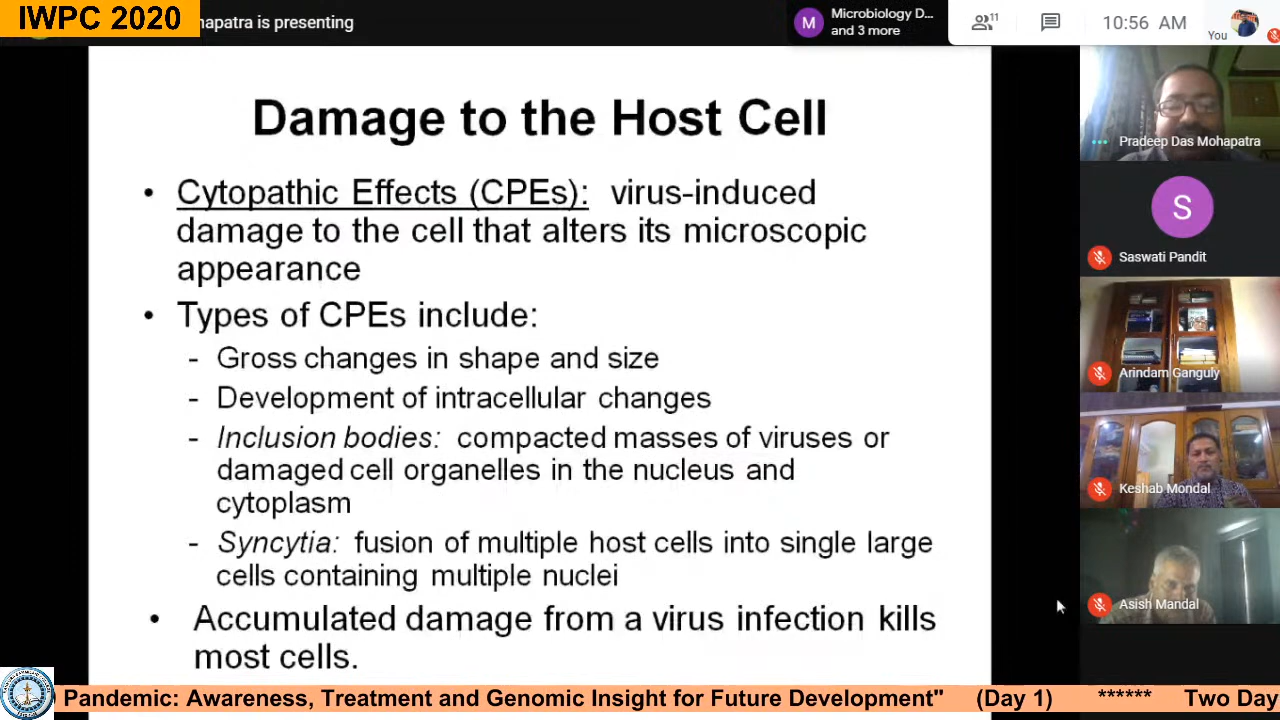 IWPC 2020
hapatra is presenting
M
Microbiology D...
and 3 more
11
10:56 AM
You
Damage to the Host Cell
• Cytopathic Effects (CPEs): virus-induced
damage to the cell that alters its microscopic
appearance
• Types of CPEs include:
- Gross changes in shape and size
- Development of intracellular changes
- Inclusion bodies: compacted masses of viruses or
damaged cell organelles in the nucleus and
cytoplasm
- Syncytia: fusion of multiple host cells into single large
cells containing multiple nuclei
• Accumulated damage from a virus infection kills
most cells.
Pradeep Das Mohapatra
S
Saswati Pandit
Arindam Ganguly
Keshab Mondal
Asish Mandal
Pandemic: Awareness, Treatment and Genomic Insight for Future Development" (Day 1) ****** Two Day